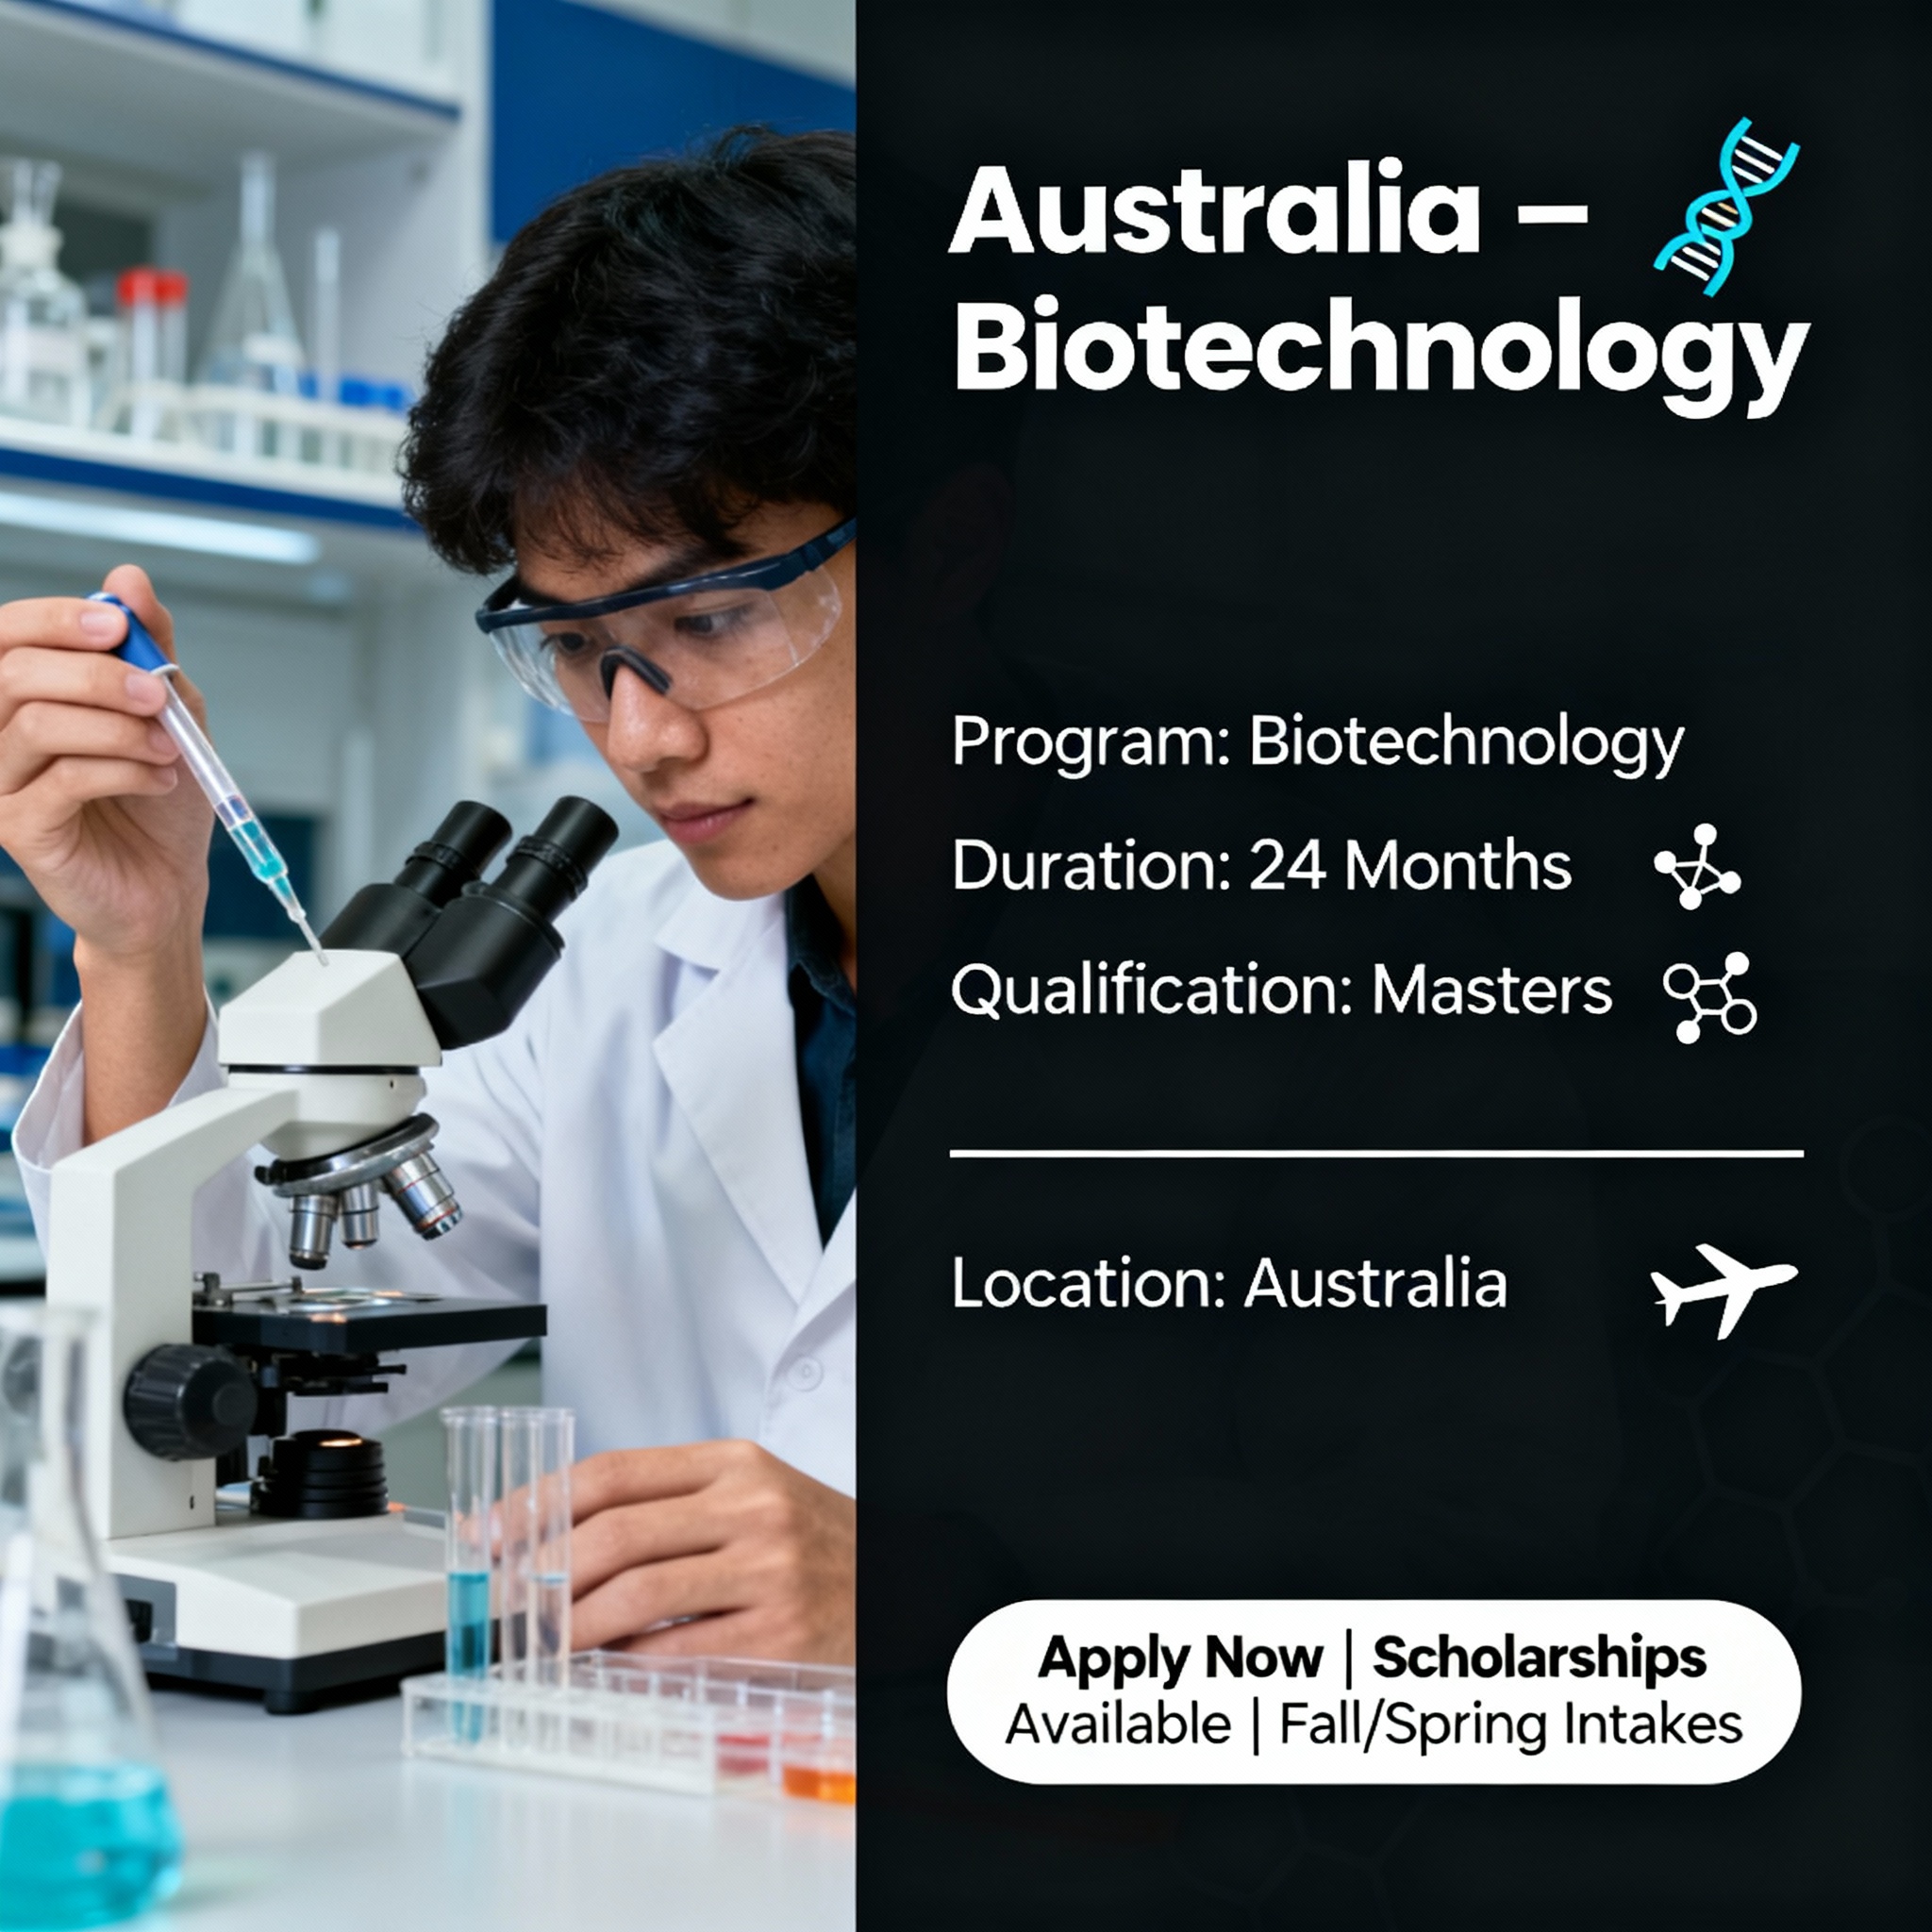 Australia –
Biotechnology
Program: Biotechnology
Duration: 24 Months
Qualification: Masters
Location: Australia
Apply Now | Scholarships
Available | Fall/Spring Intakes